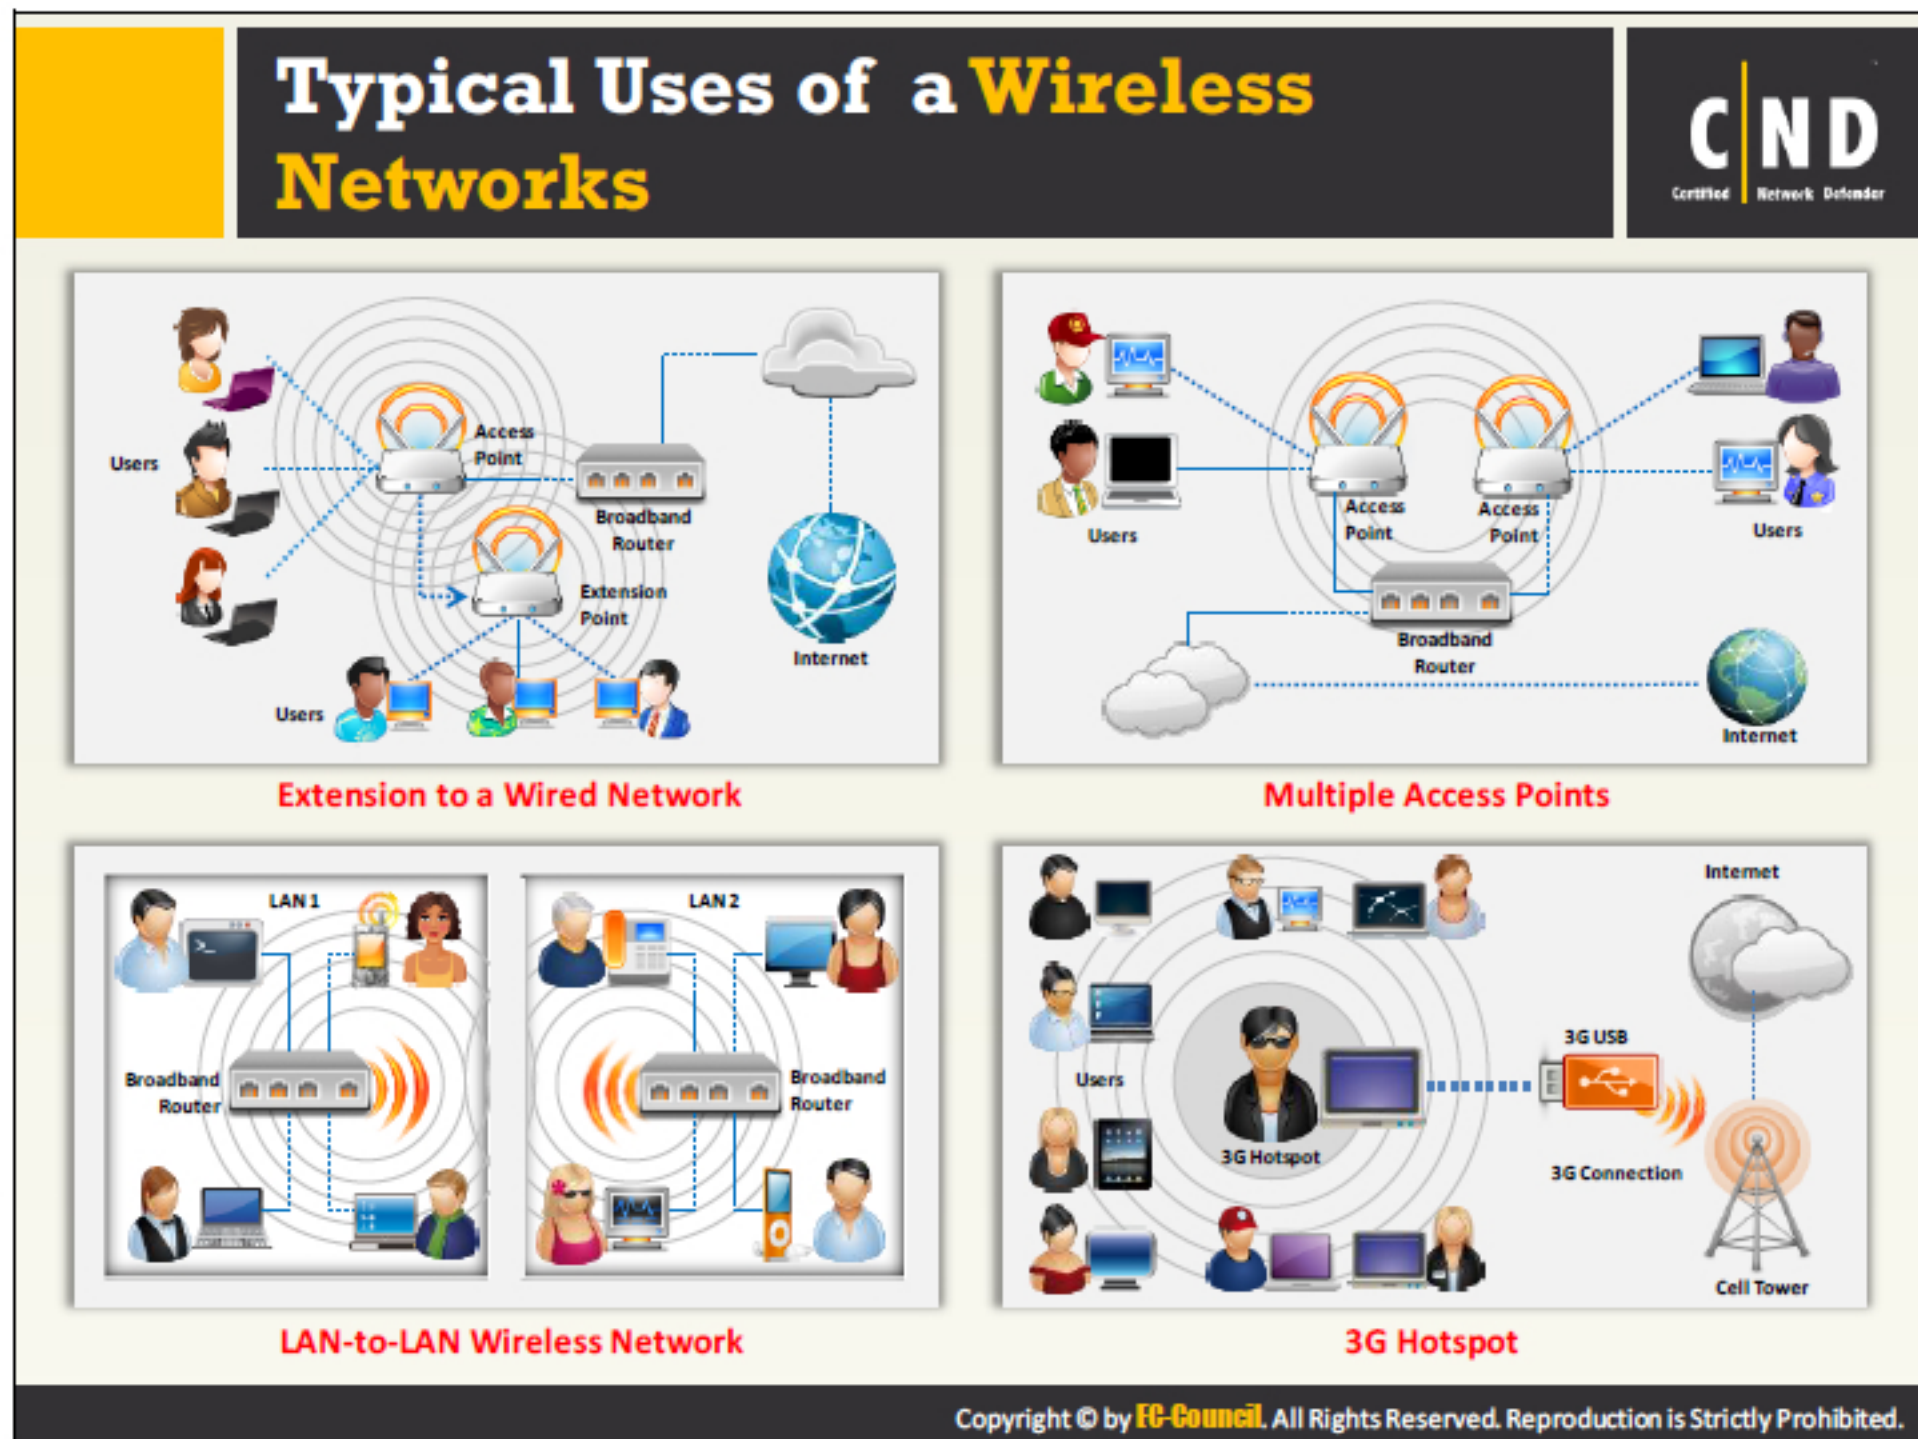 Typical Uses of a Wireless
Networks
C|ND
Certified Network Defender
Users
Access
Point
Broadband
Router
Extension
Point
Users
Internet
Extension to a Wired Network
Users
Access
Point
Access
Point
Users
Broadband
Router
Internet
Multiple Access Points
LAN 1
Broadband
Router
LAN 2
Broadband
Router
LAN-to-LAN Wireless Network
Users
3G Hotspot
Internet
3G USB
3G Connection
Cell Tower
3G Hotspot
Copyright © by EC-Council. All Rights Reserved. Reproduction is Strictly Prohibited.